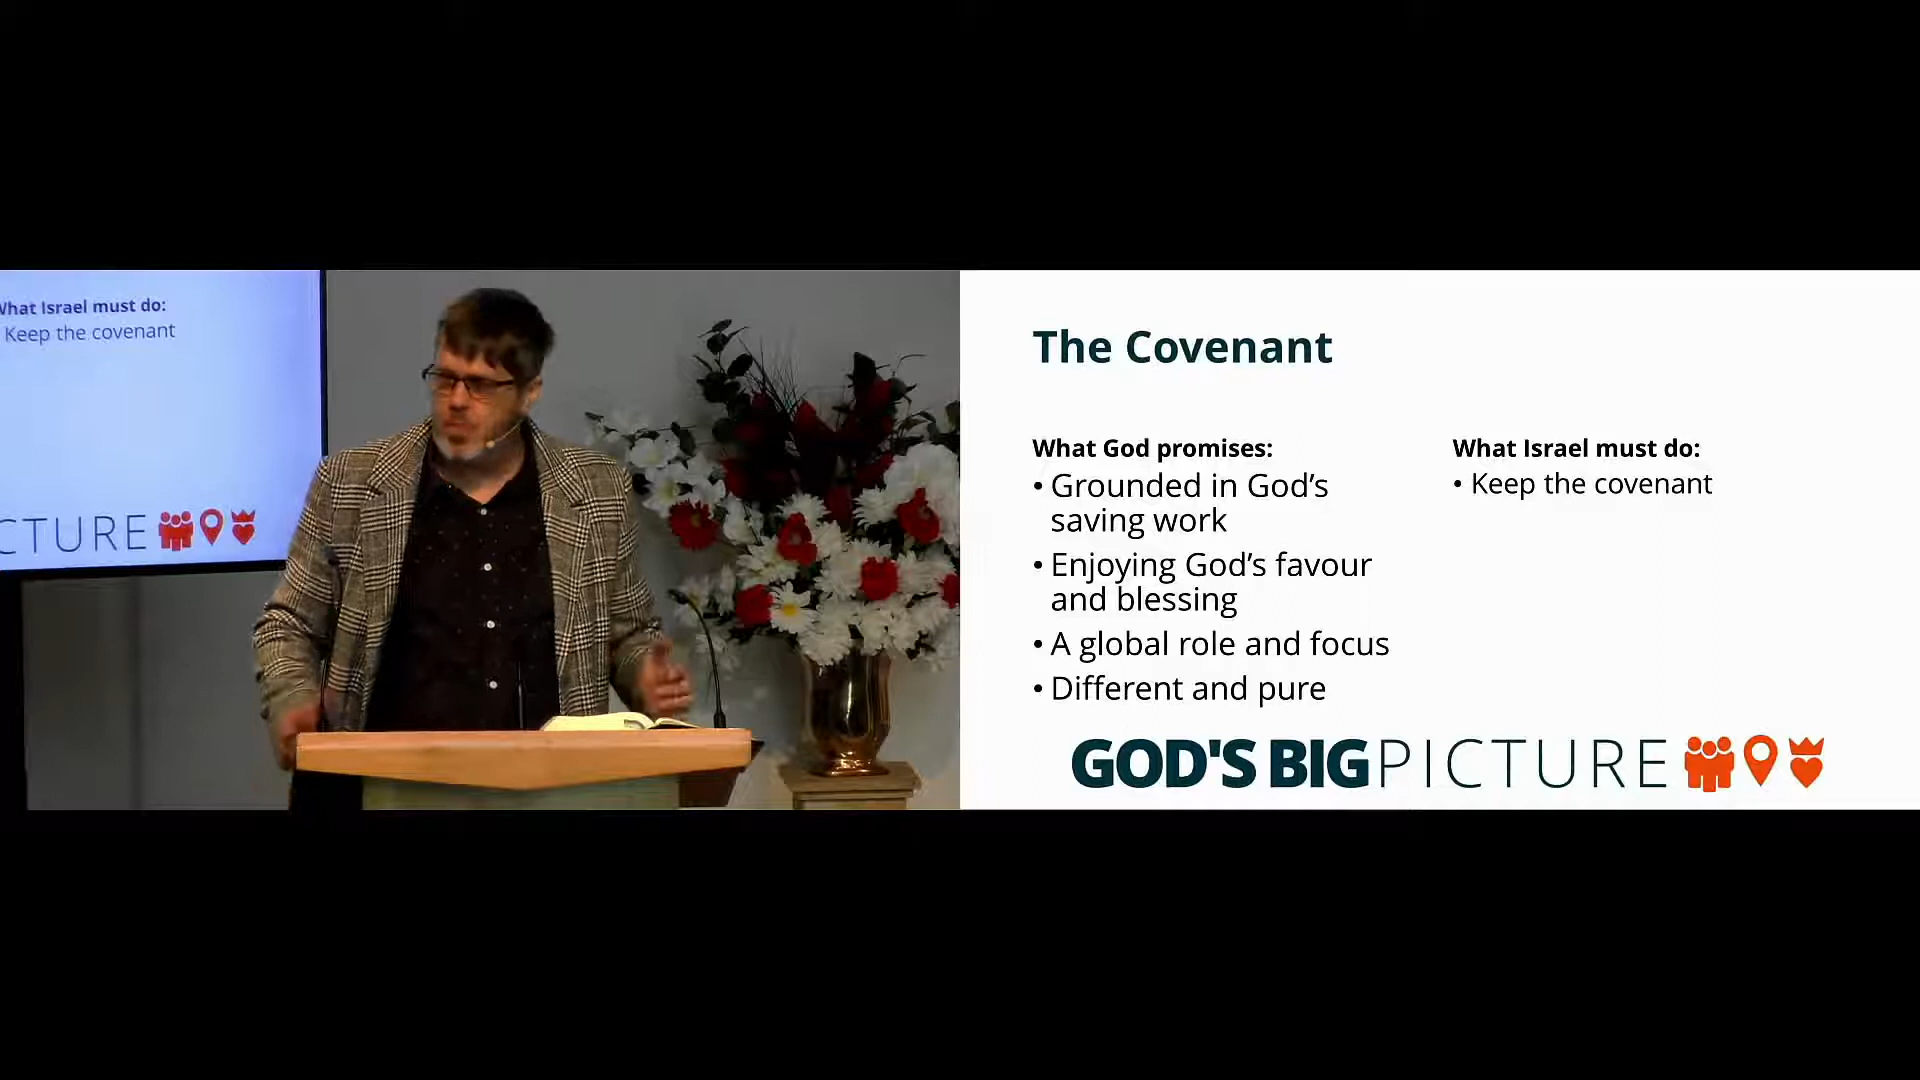 What Israel must do:
Keep the covenant
CTURE
The Covenant
What God promises:
• Grounded in God’s
saving work
• Enjoying God’s favour
and blessing
• A global role and focus
• Different and pure
What Israel must do:
• Keep the covenant
GOD'S BIG PICTURE